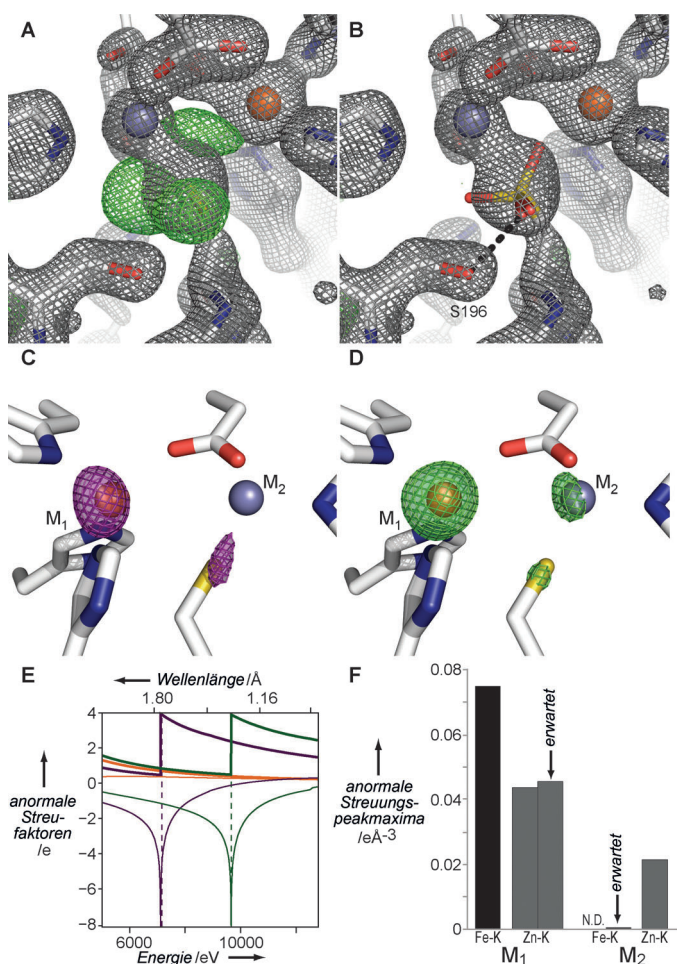 A
B
S196
C
D
M1
M2
M1
M2
E
Wellenlänge/Å
1.80
1.16
4
2
0
−2
−4
−6
−8
anormale
Streu-
faktoren
/e
6000
10000
Energie/eV
F
0.08
0.06
0.04
0.02
0
anormale
Streuungs-
peakmaxima
/eÅ-3
erwartet
N.D.
erwartet
Fe-K
Zn-K
Fe-K
Zn-K
M1
M2